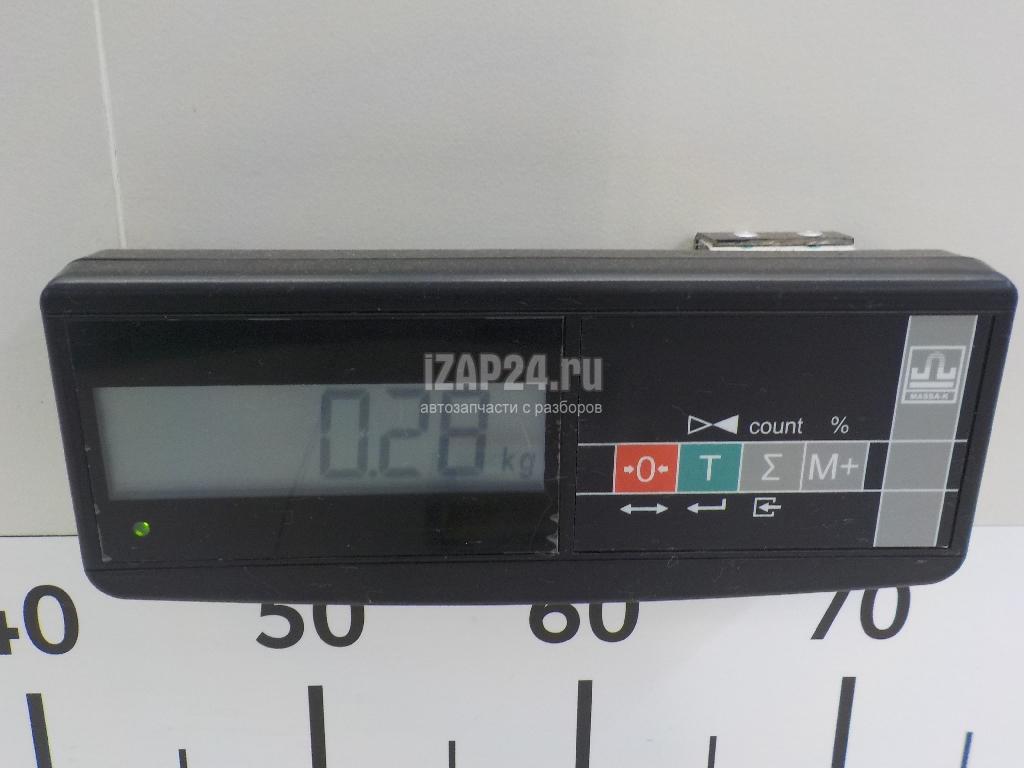 iZAP24.ru
автозапчасти с разборов
0.28 kg
count %
→0← T Σ M+
MASSA-K
40 50 60 70